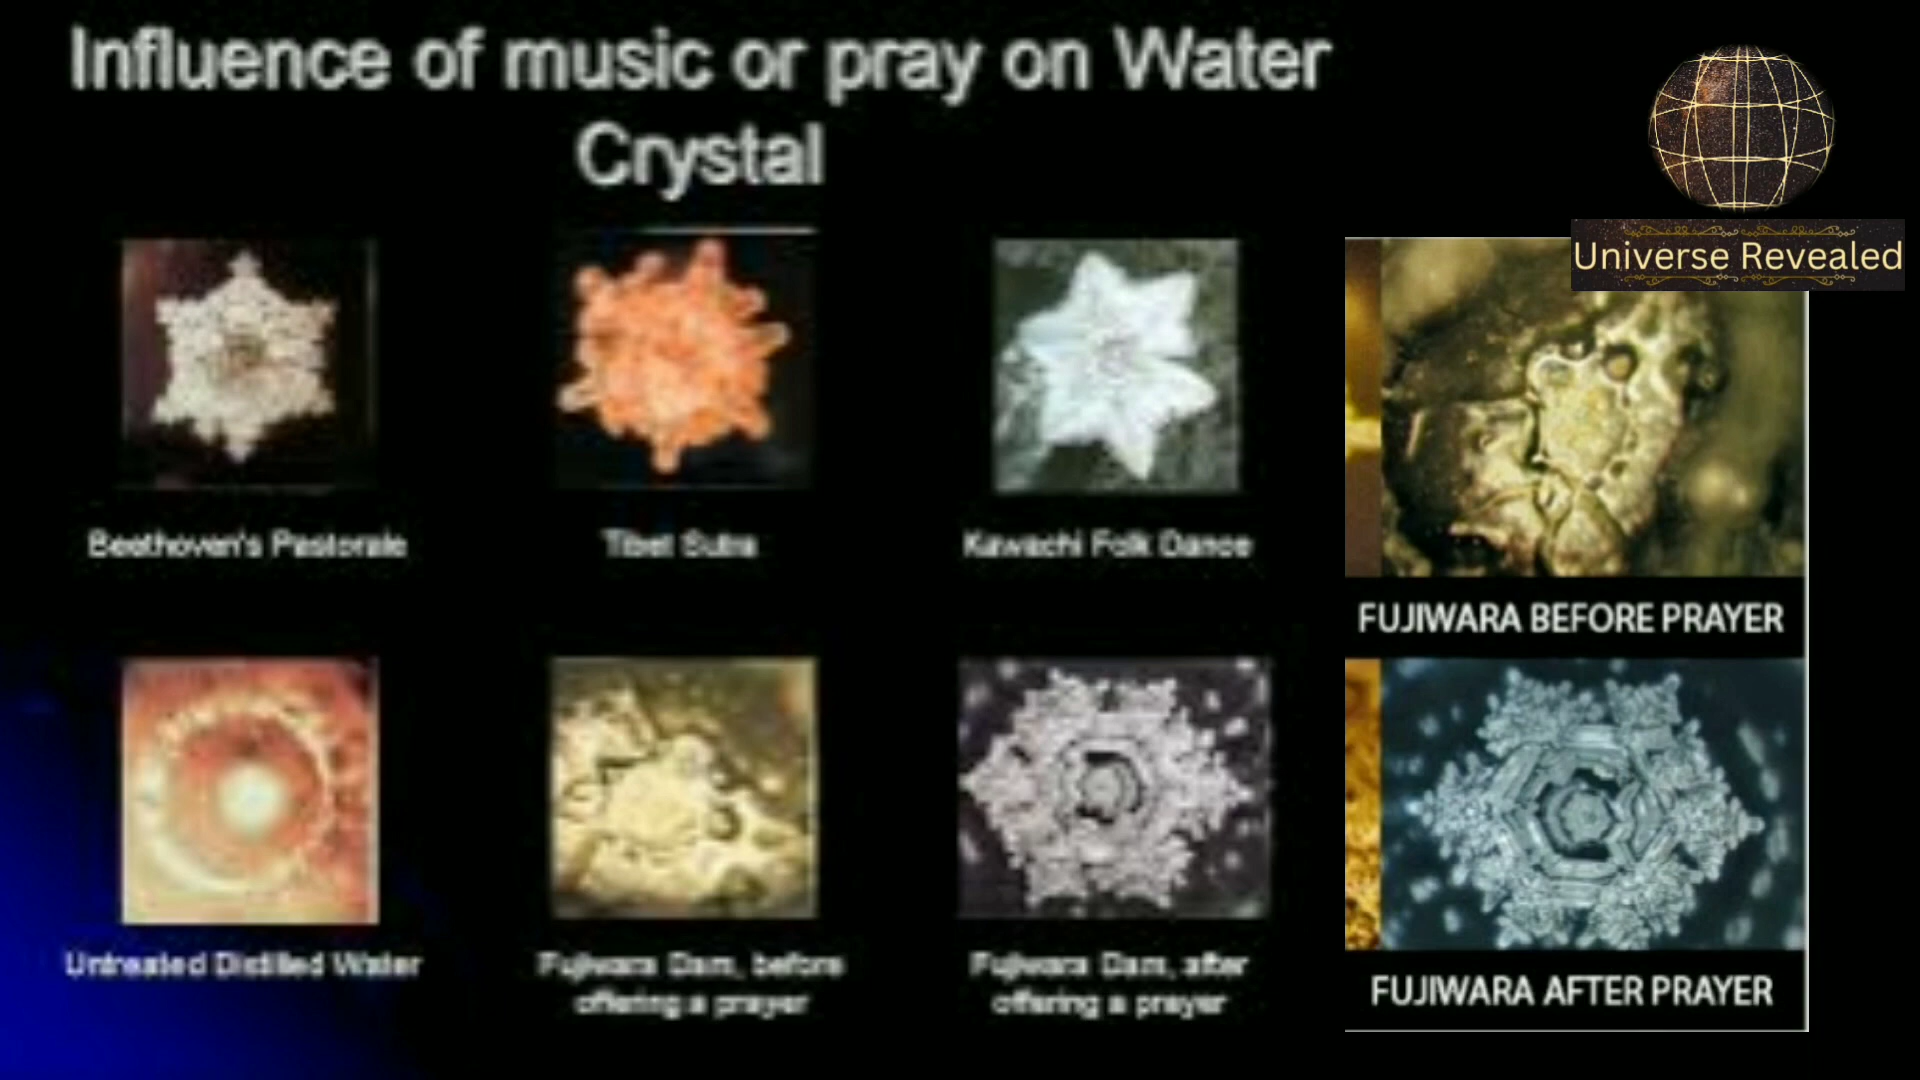 Influence of music or pray on Water
Crystal
Universe Revealed
Beethoven's Pastorale
Tibet Sutra
Kawachi Folk Dance
FUJIWARA BEFORE PRAYER
Untreated Distilled Water
Fujiwara Dam, before
offering a prayer
Fujiwara Dam, after
offering a prayer
FUJIWARA AFTER PRAYER